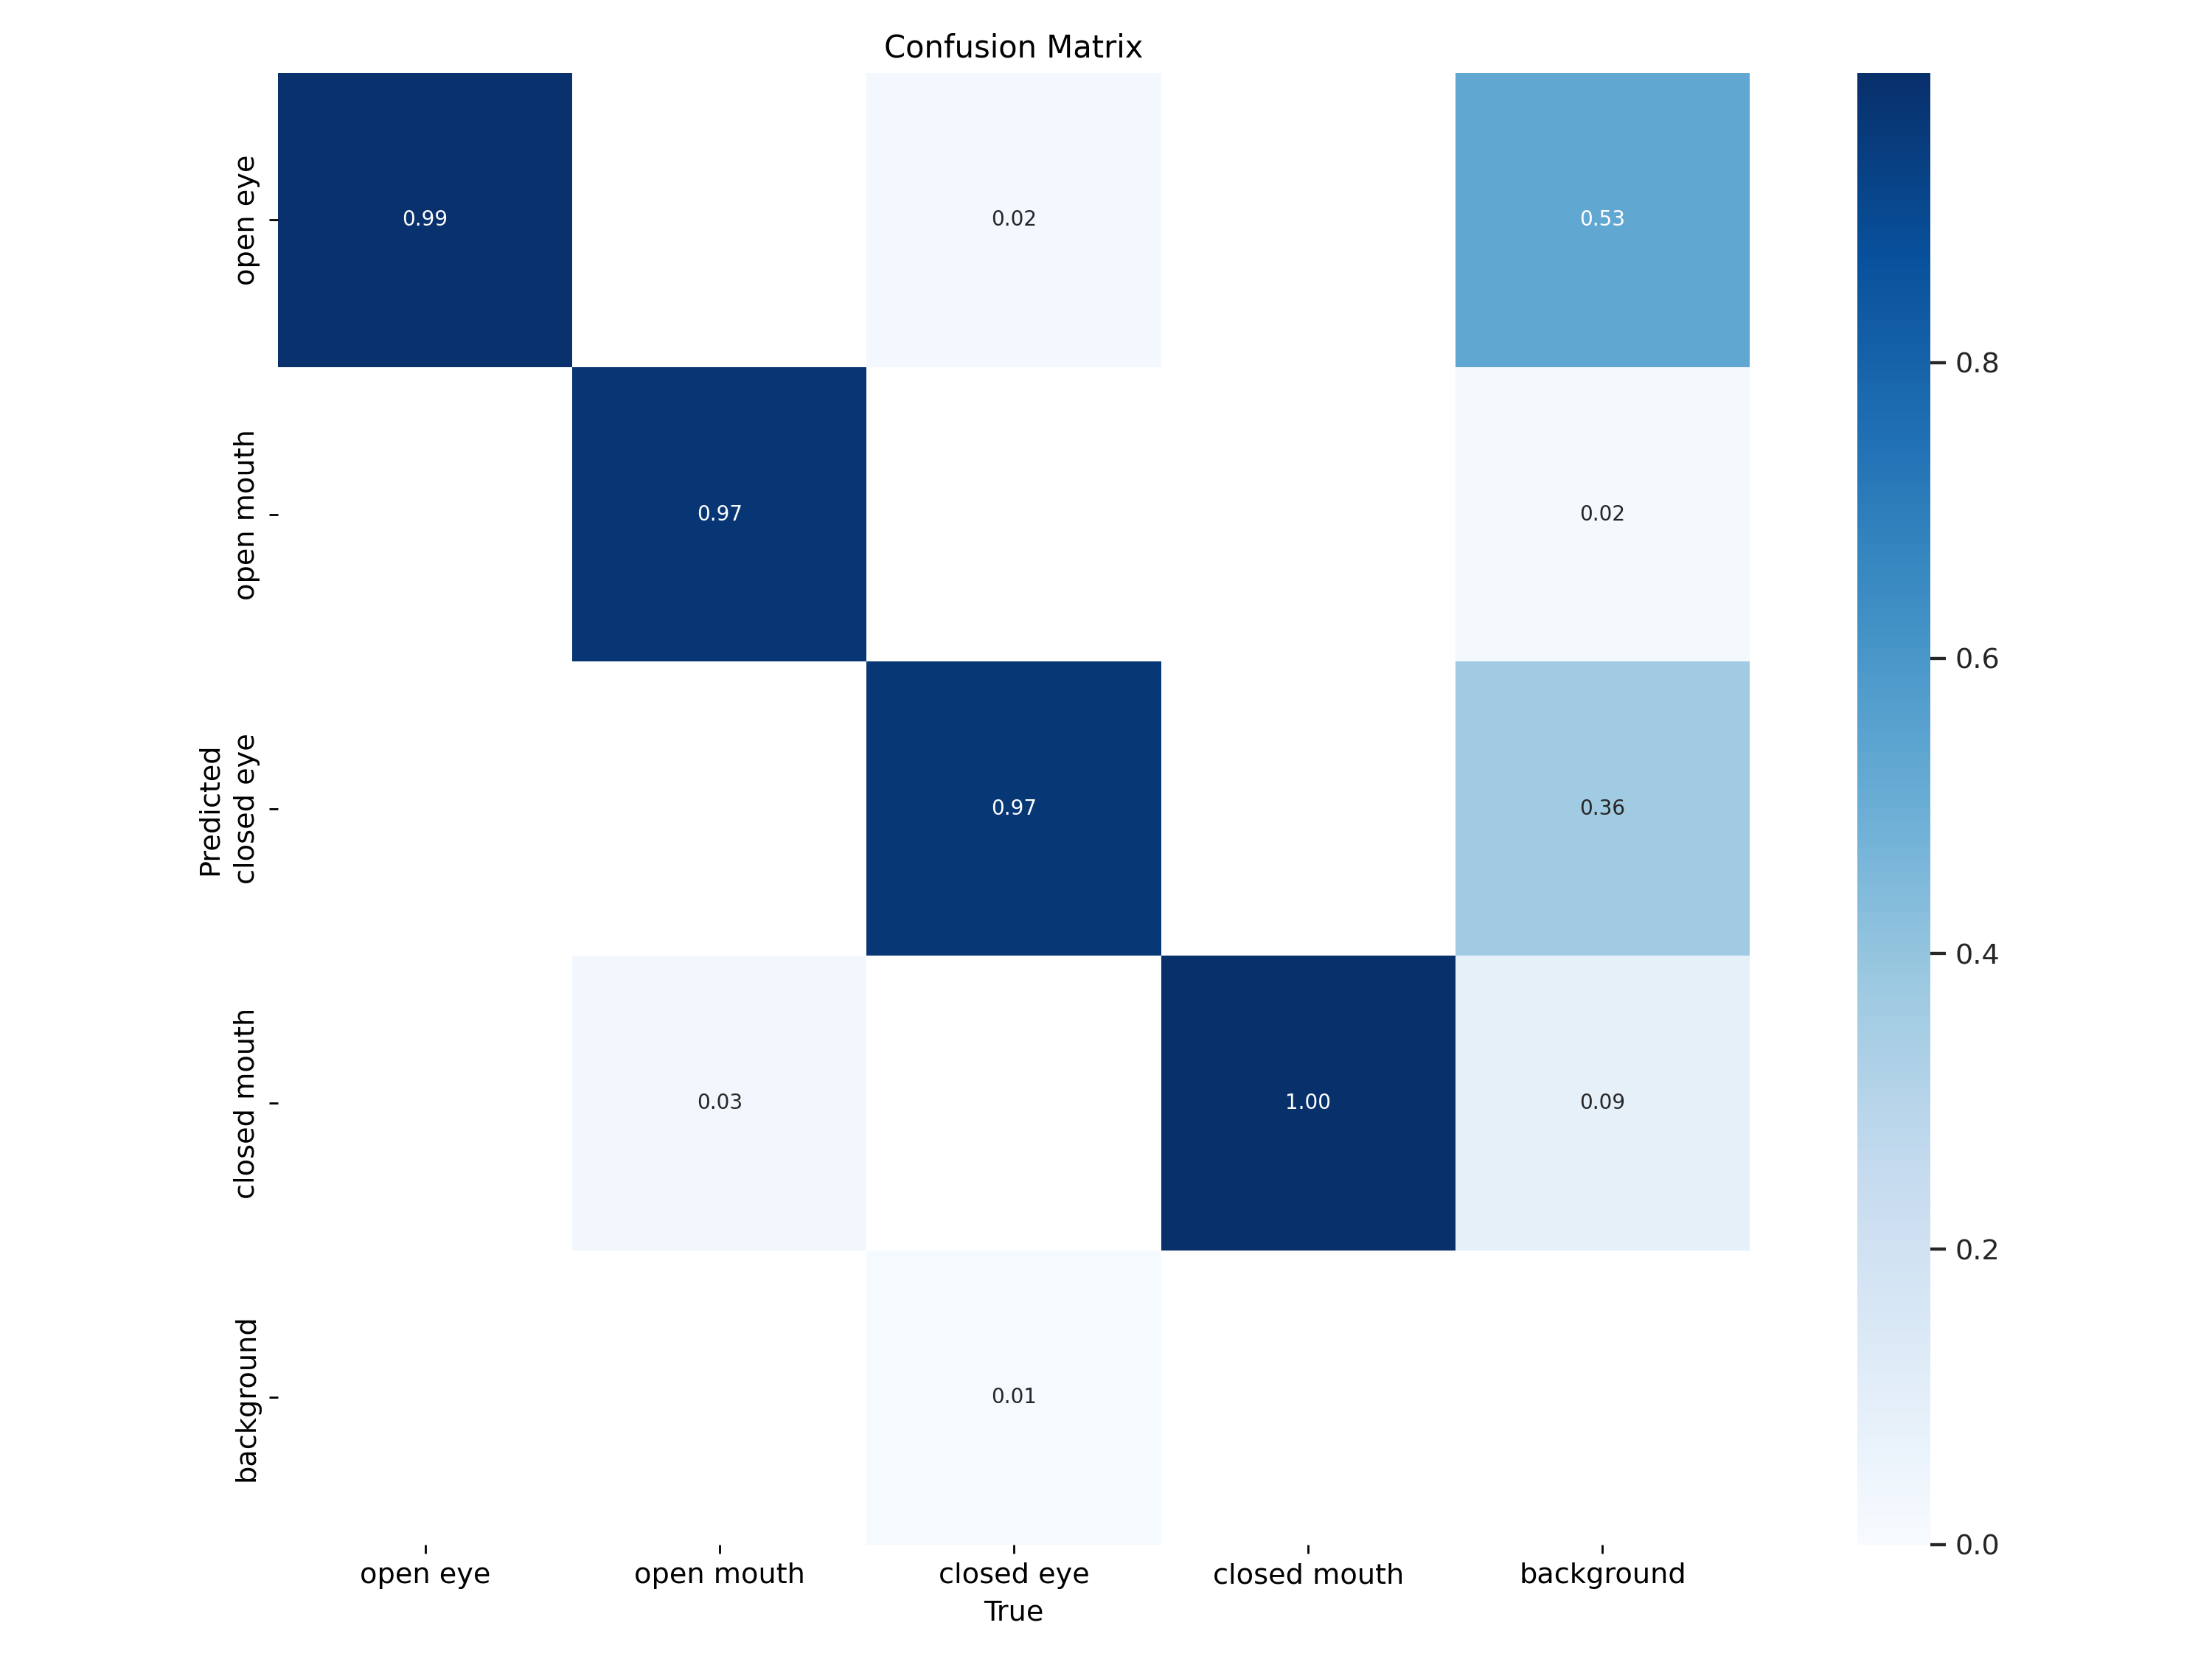 Confusion Matrix
open eye
open mouth
closed eye
closed mouth
background
Predicted
0.99
0.02
0.53
0.97
0.02
0.97
0.36
0.03
1.00
0.09
0.01
open eye
open mouth
closed eye
closed mouth
background
True
0.8
0.6
0.4
0.2
0.0